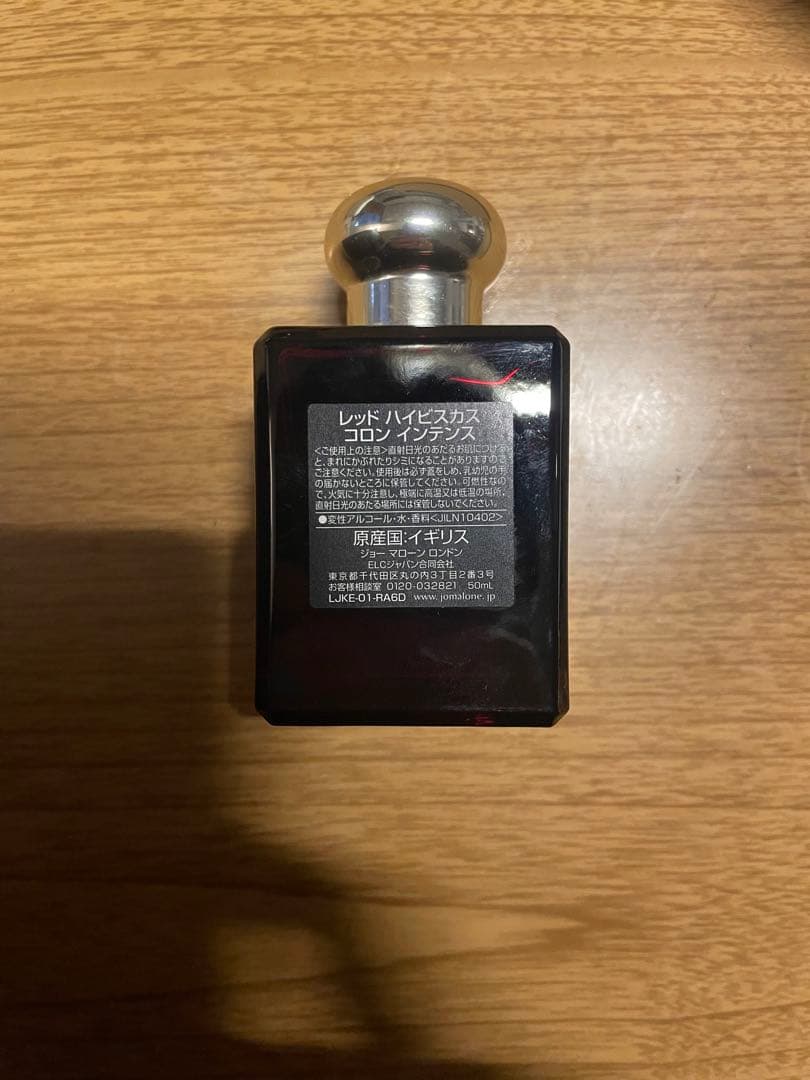 レッド ハイビスカス
コロン インテンス
<ご使用上の注意>直射日光のあたるお肌につける
と、まれにかぶれたりシミになることがありますのでご
注意ください。使用後は必ず蓋をしめ、乳幼児の手
の届かないところに保管してください。可燃性なの
で、火気に十分注意し、極端に高温又は低温の場所、
直射日光のあたる場所には保管しないでください。
●変性アルコール・水・香料<JILN10402>
原産国:イギリス
ジョー マローン ロンドン
ELCジャパン合同会社
東京都千代田区丸の内3丁目2番3号
お客様相談室 0120-032821 50mL
LJKE-01-RA6D www.jomalone.jp